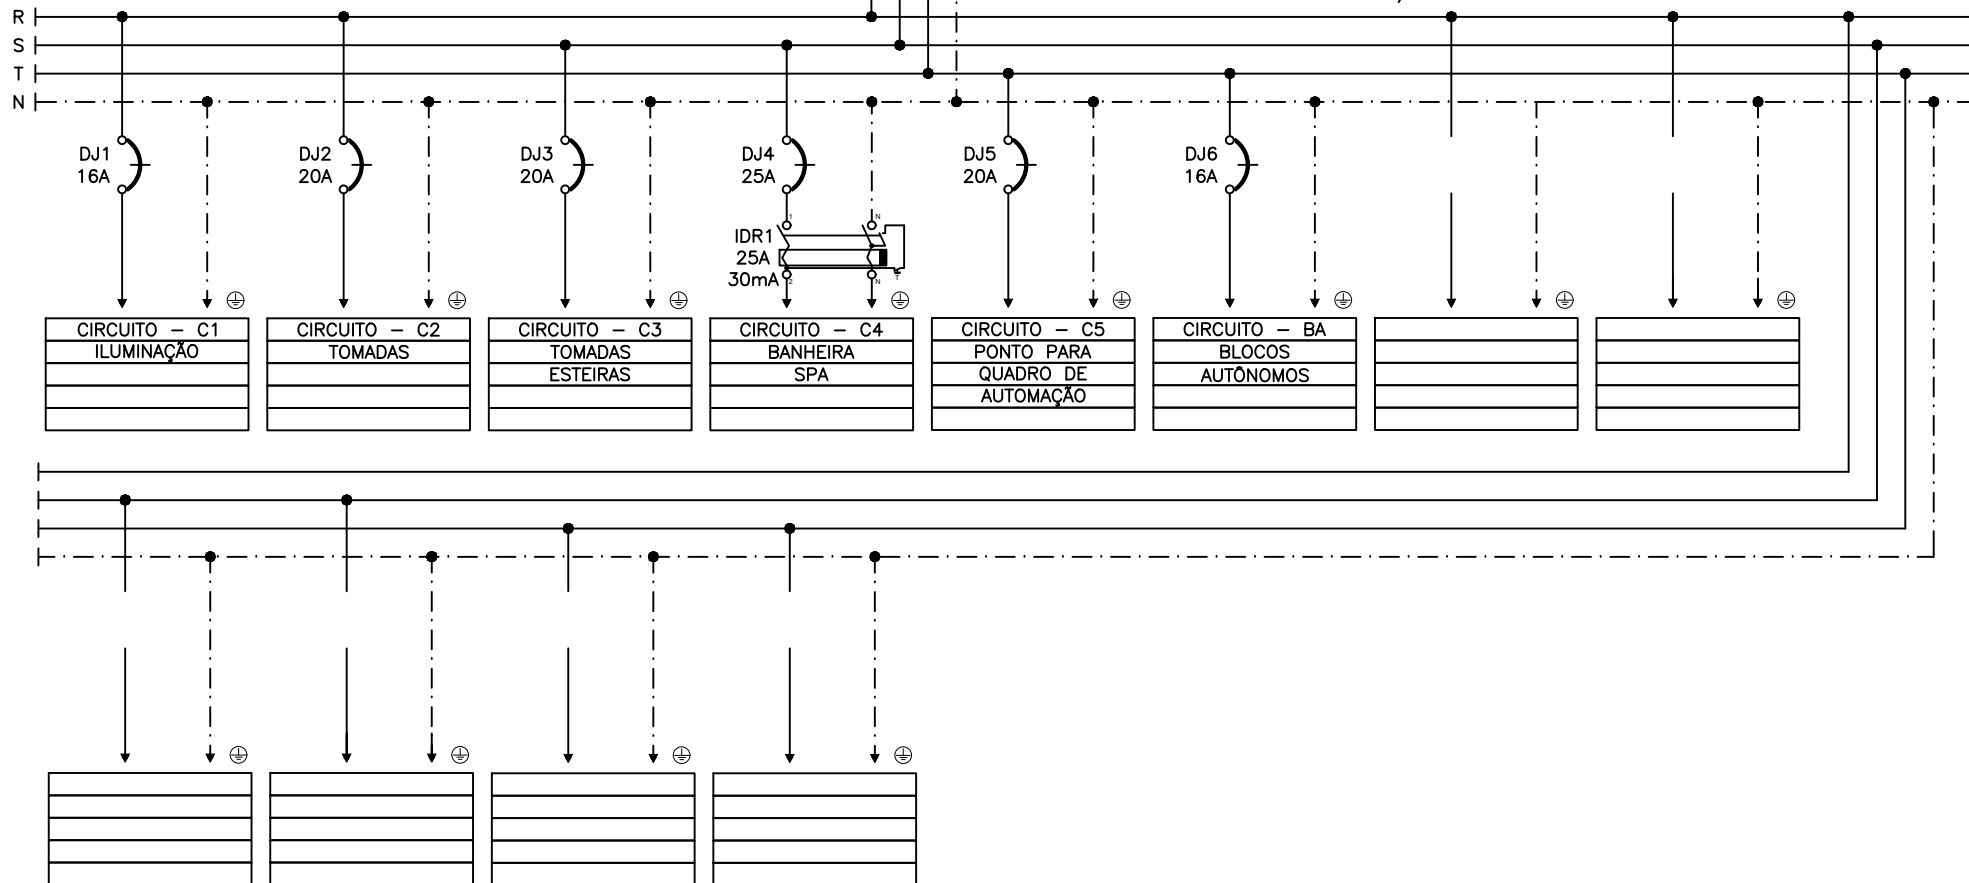 R
S
T
N
DJ1
16A
DJ2
20A
DJ3
20A
DJ4
25A
DJ5
20A
DJ6
16A
1
N
IDR1
25A
30mA
2
N
T
CIRCUITO – C1
ILUMINAÇÃO
CIRCUITO – C2
TOMADAS
CIRCUITO – C3
TOMADAS
ESTEIRAS
CIRCUITO – C4
BANHEIRA
SPA
CIRCUITO – C5
PONTO PARA
QUADRO DE
AUTOMAÇÃO
CIRCUITO – BA
BLOCOS
AUTÔNOMOS